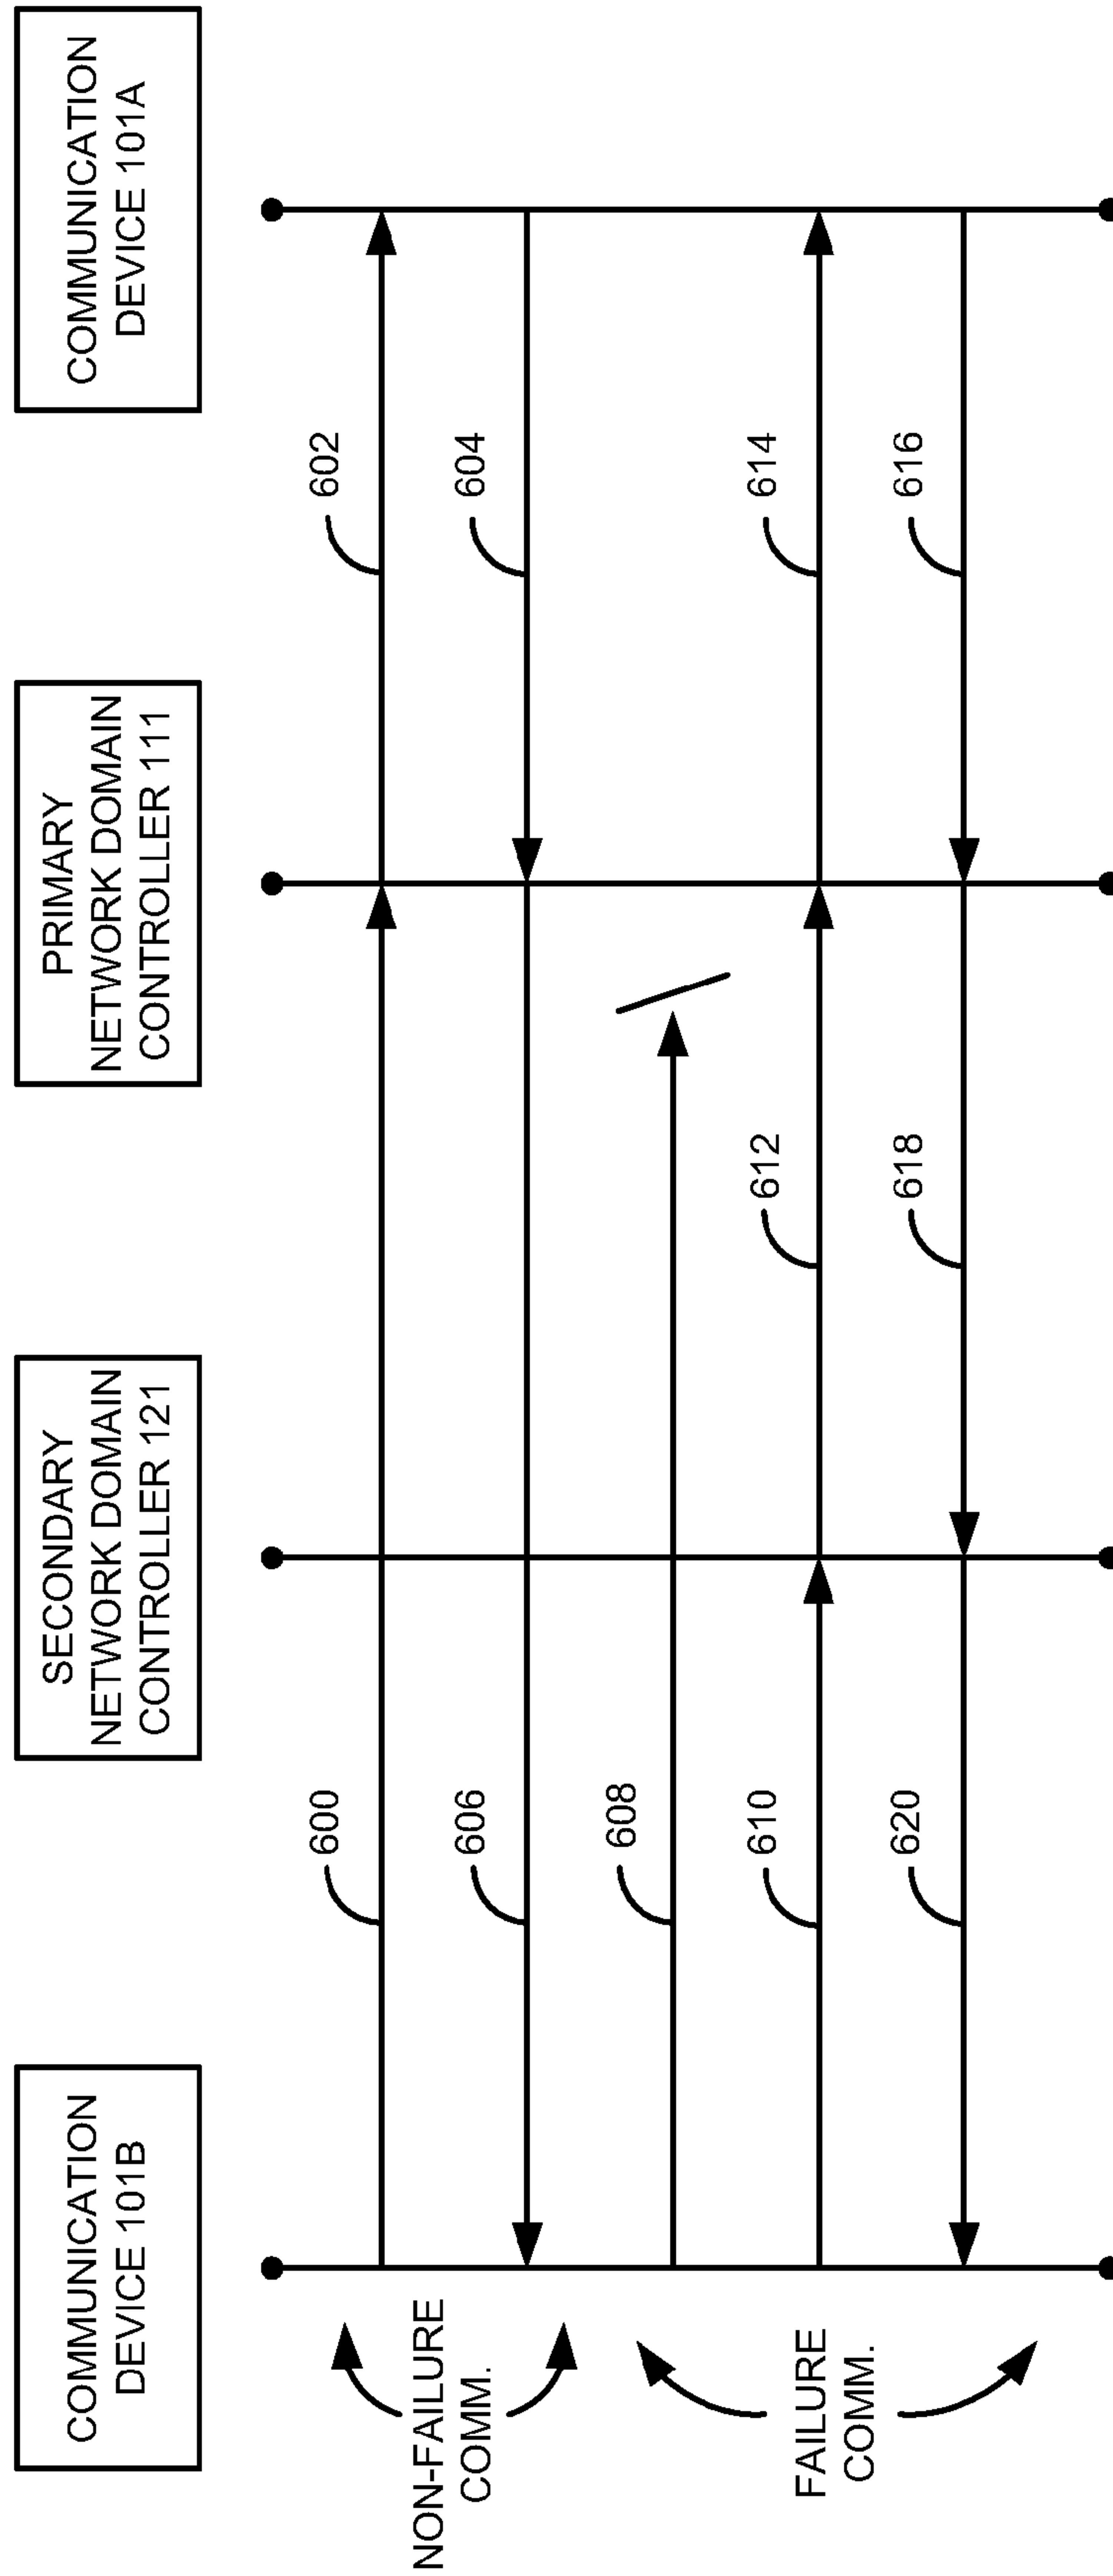 COMMUNICATION
DEVICE 101B
SECONDARY
NETWORK DOMAIN
CONTROLLER 121
PRIMARY
NETWORK DOMAIN
CONTROLLER 111
COMMUNICATION
DEVICE 101A
NON-FAILURE
COMM.
600
602
606
604
FAILURE
COMM.
608
610
612
614
620
618
616